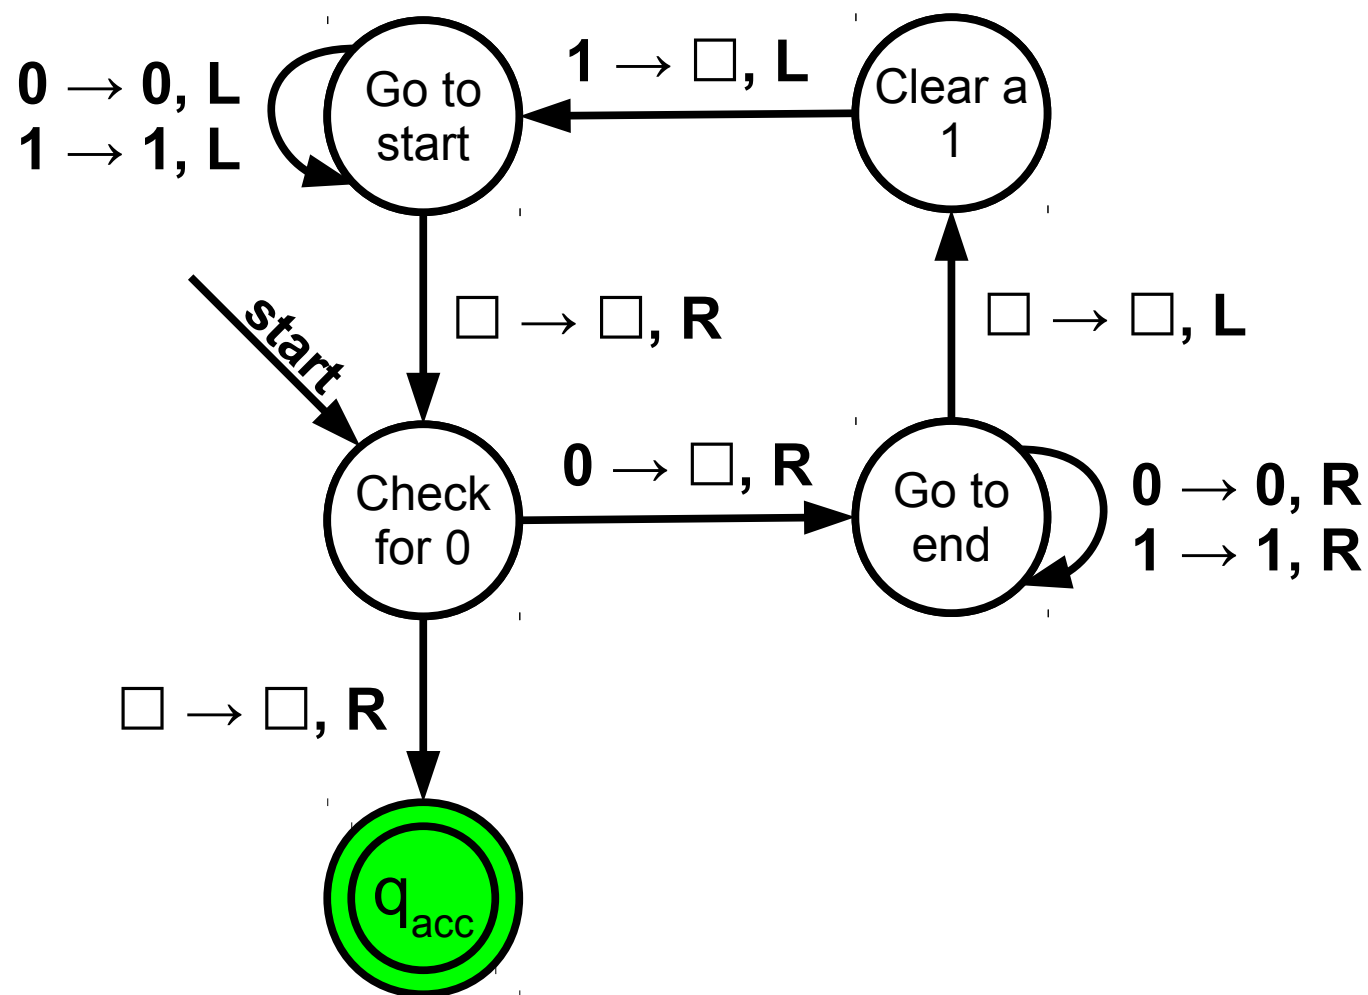 0 → 0, L
1 → 1, L
Go to
start
1 → □, L
Clear a
1
start
□ → □, R
□ → □, L
Check
for 0
0 → □, R
Go to
end
0 → 0, R
1 → 1, R
□ → □, R
qacc